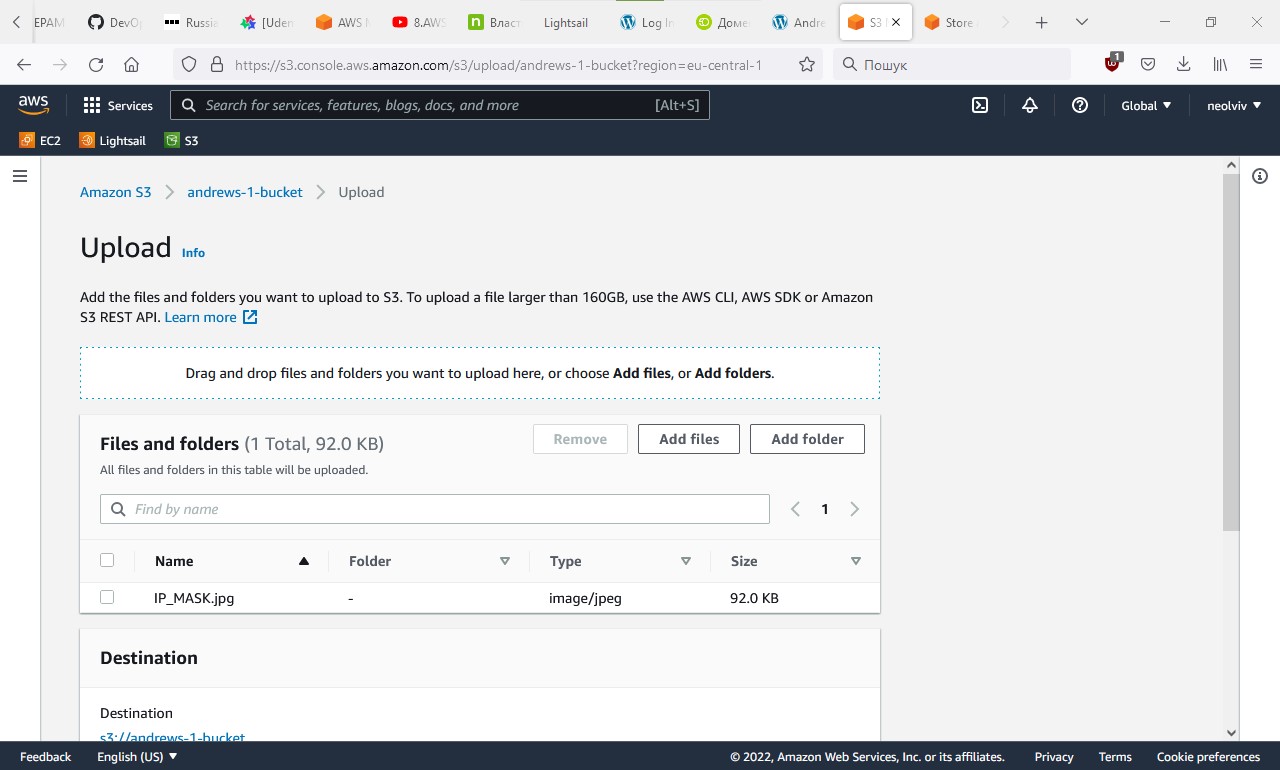 EPAM DevO Russia [Uden AWS M 8.AWS Власт Lightsail Log In Доме Andre S3 Store
https://s3.console.aws.amazon.com/s3/upload/andrews-1-bucket?region=eu-central-1 Пошук 1
aws Services Search for services, features, blogs, docs, and more [Alt+S] Global neolviv
EC2 Lightsail S3
Amazon S3 andrews-1-bucket Upload
Upload Info
Add the files and folders you want to upload to S3. To upload a file larger than 160GB, use the AWS CLI, AWS SDK or Amazon
S3 REST API. Learn more
Drag and drop files and folders you want to upload here, or choose Add files, or Add folders.
Files and folders (1 Total, 92.0 KB) Remove Add files Add folder
All files and folders in this table will be uploaded.
Find by name 1
Name Folder Type Size
IP_MASK.jpg - image/jpeg 92.0 KB
Destination
Destination
s3://andrews-1-bucket
Feedback English (US) © 2022, Amazon Web Services, Inc. or its affiliates. Privacy Terms Cookie preferences